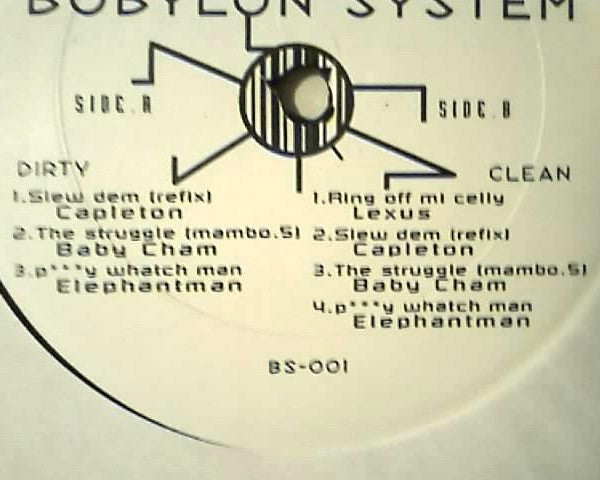 BOBYLON SYSTEM
SIDE.A
SIDE.B
DIRTY
1.Slew dem (refix)
Capleton
2.The struggle (mambo.5)
Baby Cham
3.p***y whatch man
Elephantman
CLEAN
1.Ring off mi celly
Lexus
2.Slew dem (refix)
Capleton
3.The struggle (mambo.5)
Baby Cham
4.p***y whatch man
Elephantman
BS-001